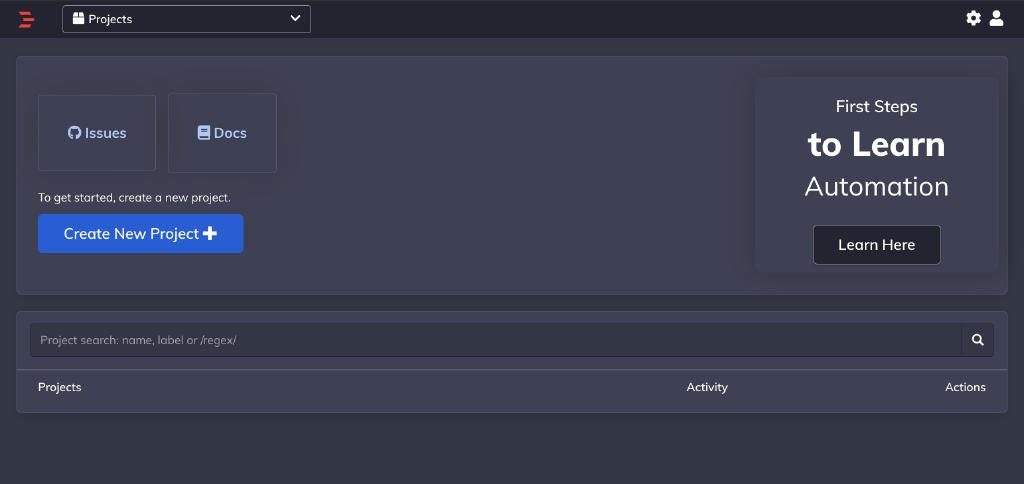 Projects
Issues
Docs
To get started, create a new project.
Create New Project
First Steps
to Learn
Automation
Learn Here
Project search: name, label or /regex/
Projects
Activity
Actions